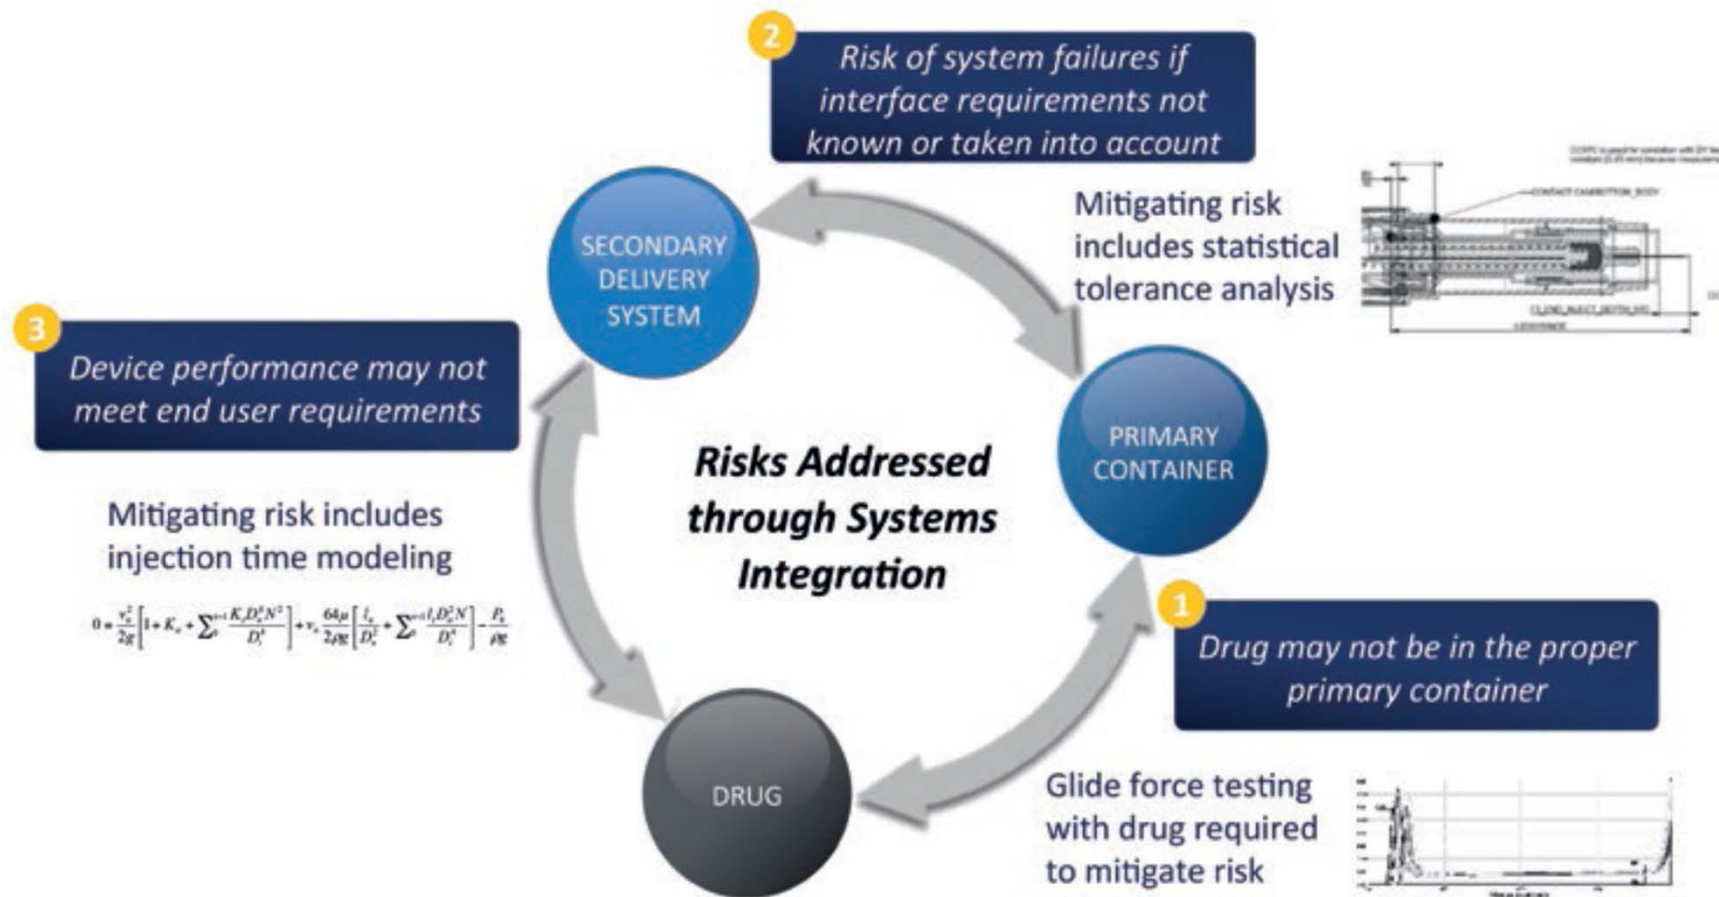 2
Risk of system failures if
interface requirements not
known or taken into account
SECONDARY
DELIVERY
SYSTEM
Mitigating risk
includes statistical
tolerance analysis
CONTACT CASEBOTTOM_BODY
3
Device performance may not
meet end user requirements
PRIMARY
CONTAINER
Risks Addressed
through Systems
Integration
Mitigating risk includes
injection time modeling
1
Drug may not be in the proper
primary container
DRUG
Glide force testing
with drug required
to mitigate risk